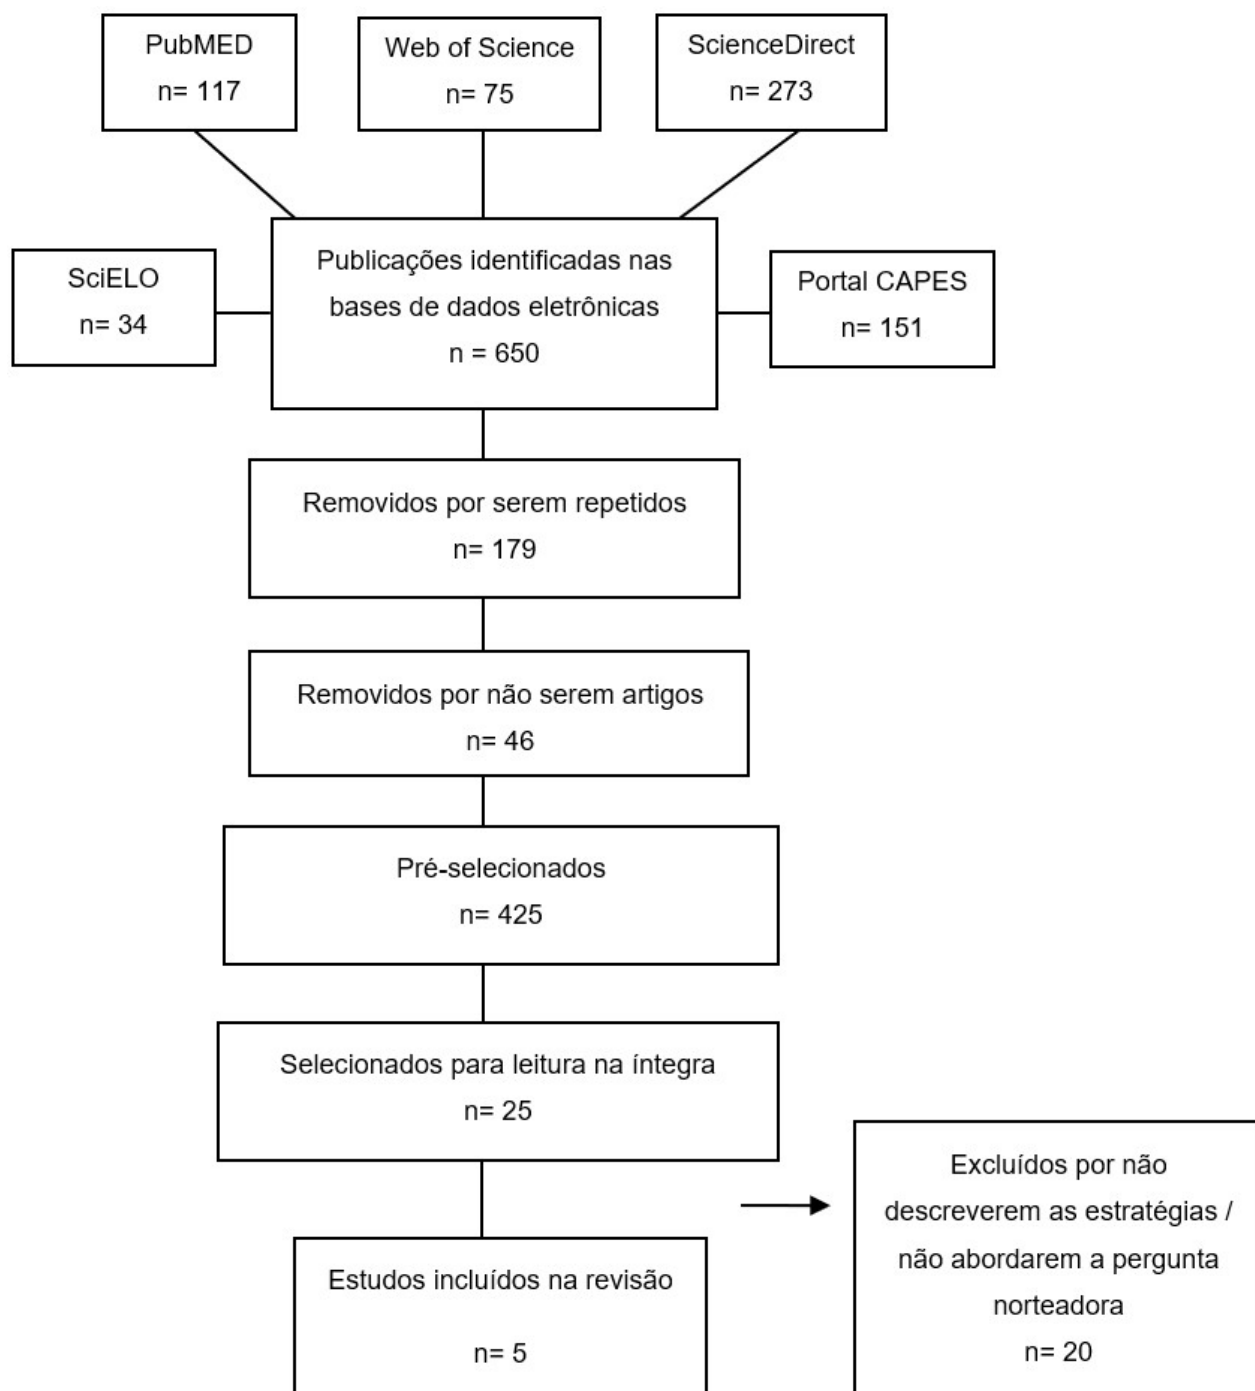 PubMED
n= 117
Web of Science
n= 75
ScienceDirect
n= 273
SciELO
n= 34
Publicações identificadas nas
bases de dados eletrônicas
n = 650
Portal CAPES
n= 151
Removidos por serem repetidos
n= 179
Removidos por não serem artigos
n= 46
Pré-selecionados
n= 425
Selecionados para leitura na íntegra
n= 25
Excluídos por não
descreverem as estratégias /
não abordarem a pergunta
norteadora
n= 20
Estudos incluídos na revisão
n= 5